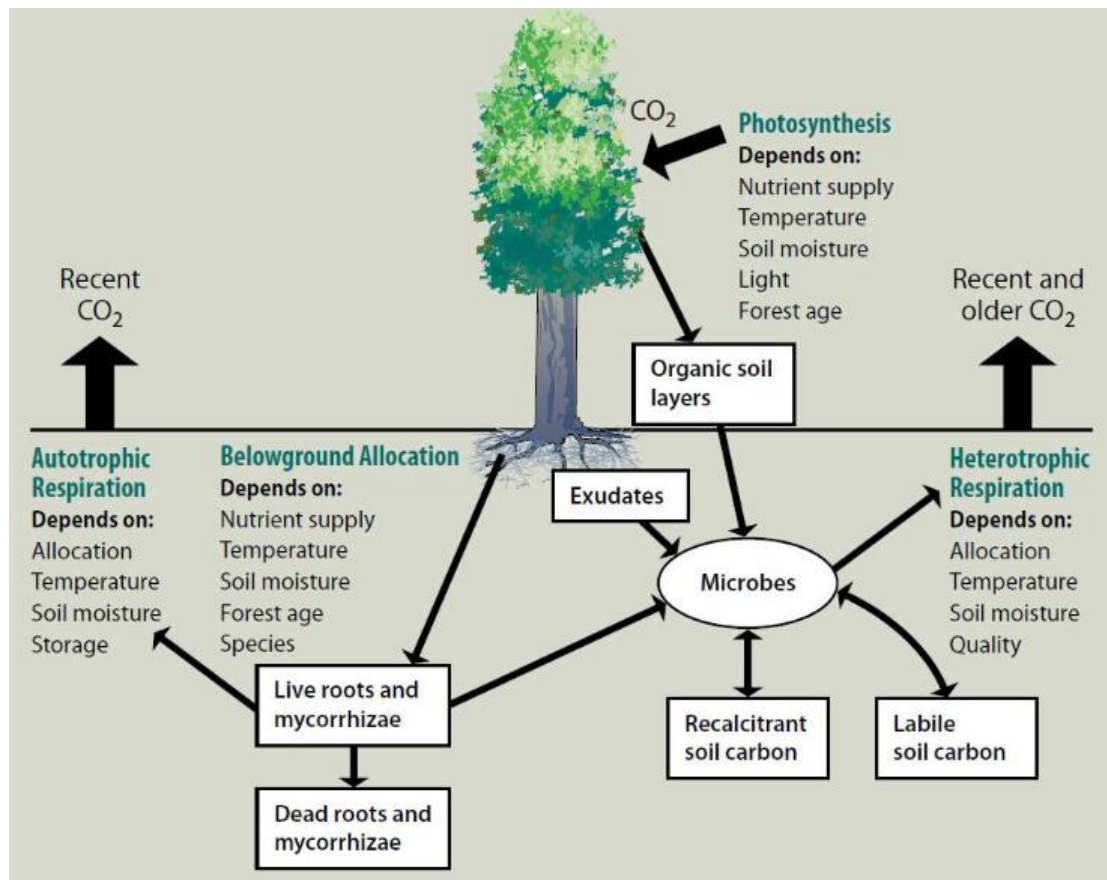 CO2
Photosynthesis
Depends on:
Nutrient supply
Temperature
Soil moisture
Light
Forest age
Recent
CO2
Recent and
older CO2
Organic soil
layers
Autotrophic
Respiration
Depends on:
Allocation
Temperature
Soil moisture
Storage
Belowground Allocation
Depends on:
Nutrient supply
Temperature
Soil moisture
Forest age
Species
Exudates
Microbes
Heterotrophic
Respiration
Depends on:
Allocation
Temperature
Soil moisture
Quality
Live roots and
mycorrhizae
Recalcitrant
soil carbon
Labile
soil carbon
Dead roots and
mycorrhizae